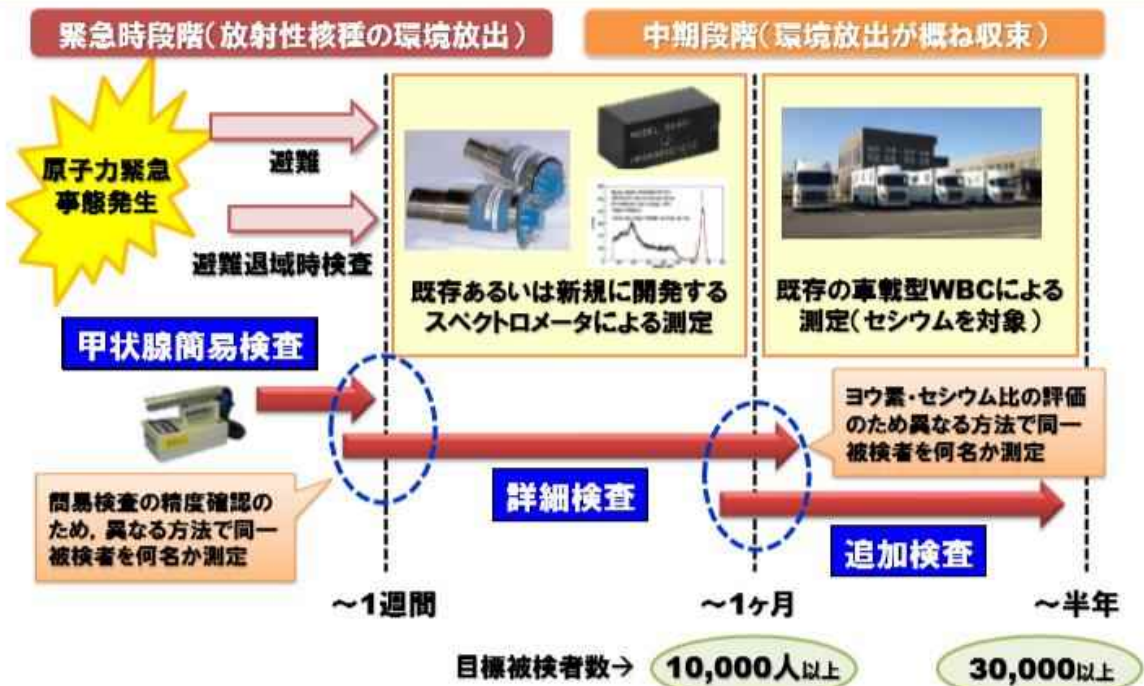 緊急時段階(放射性核種の環境放出)
中期段階(環境放出が概ね収束)
原子力緊急
事態発生
避難
避難退域時検査
既存あるいは新規に開発する
スペクトロメータによる測定
既存の車載型WBCによる
測定(セシウムを対象)
甲状腺簡易検査
ヨウ素・セシウム比の評価
のため異なる方法で同一
被検者を何名か測定
簡易検査の精度確認の
ため,異なる方法で同一
被検者を何名か測定
詳細検査
追加検査
~1週間
~1ヶ月
~半年
目標被検者数→
10,000人以上
30,000以上